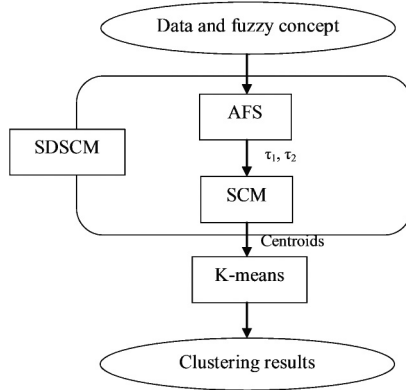 Data and fuzzy concept
AFS
SDSCM
τ₁, τ₂
SCM
Centroids
K-means
Clustering results